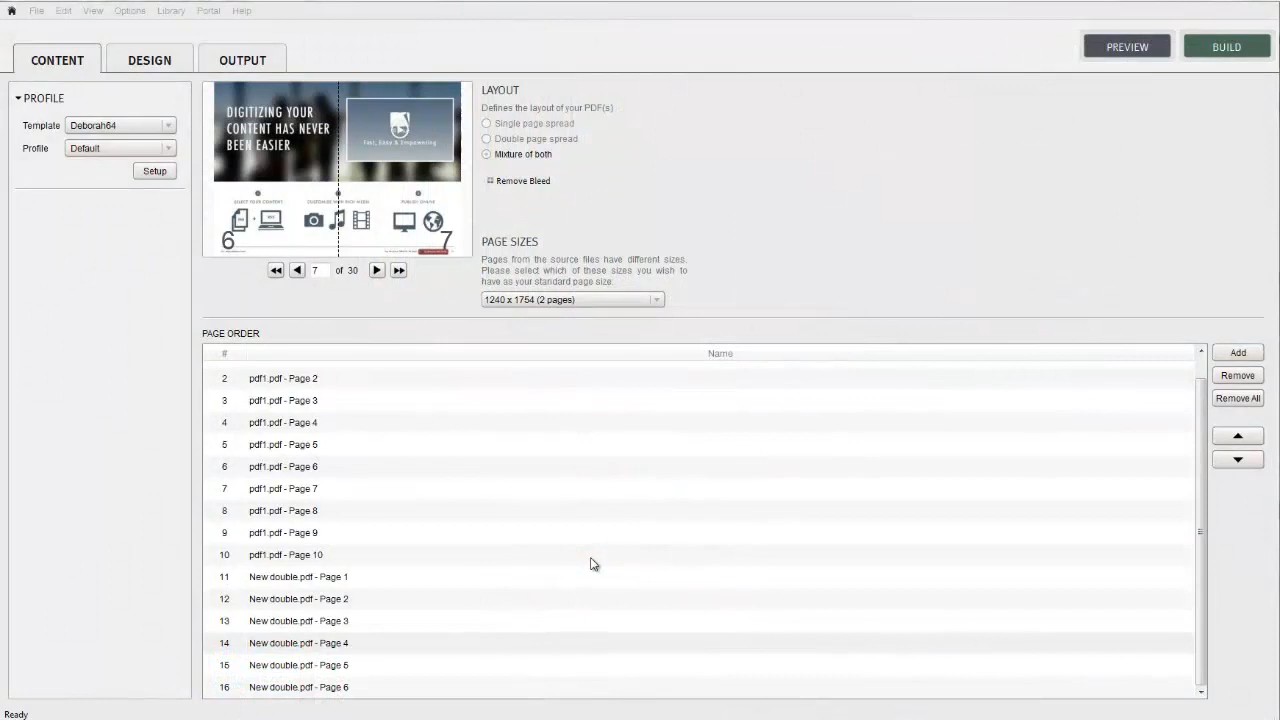 File Edit View Options Library Portal Help
CONTENT DESIGN OUTPUT
PREVIEW BUILD
PROFILE
Template Deborah64
Profile Default
Setup
DIGITIZING YOUR
CONTENT HAS NEVER
BEEN EASIER
Fast, Easy & Empowering
SELECT YOUR CONTENT
6 7
7 of 30
LAYOUT
Defines the layout of your PDF(s)
Single page spread
Double page spread
Mixture of both
Remove Bleed
PAGE SIZES
Pages from the source files have different sizes.
Please select which of these sizes you wish to
have as your standard page size.
1240 x 1754 (2 pages)
PAGE ORDER
# Name
2 pdf1.pdf - Page 2
3 pdf1.pdf - Page 3
4 pdf1.pdf - Page 4
5 pdf1.pdf - Page 5
6 pdf1.pdf - Page 6
7 pdf1.pdf - Page 7
8 pdf1.pdf - Page 8
9 pdf1.pdf - Page 9
10 pdf1.pdf - Page 10
11 New double.pdf - Page 1
12 New double.pdf - Page 2
13 New double.pdf - Page 3
14 New double.pdf - Page 4
15 New double.pdf - Page 5
16 New double.pdf - Page 6
Add
Remove
Remove All
Ready